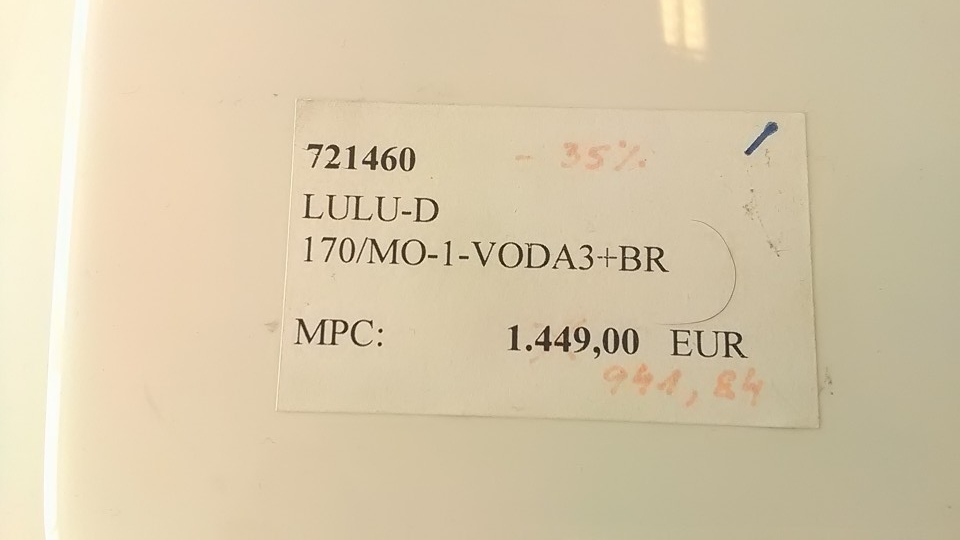 721460 - 35%
LULU-D
170/MO-1-VODA3+BR
MPC: 1.449,00 EUR
941,84